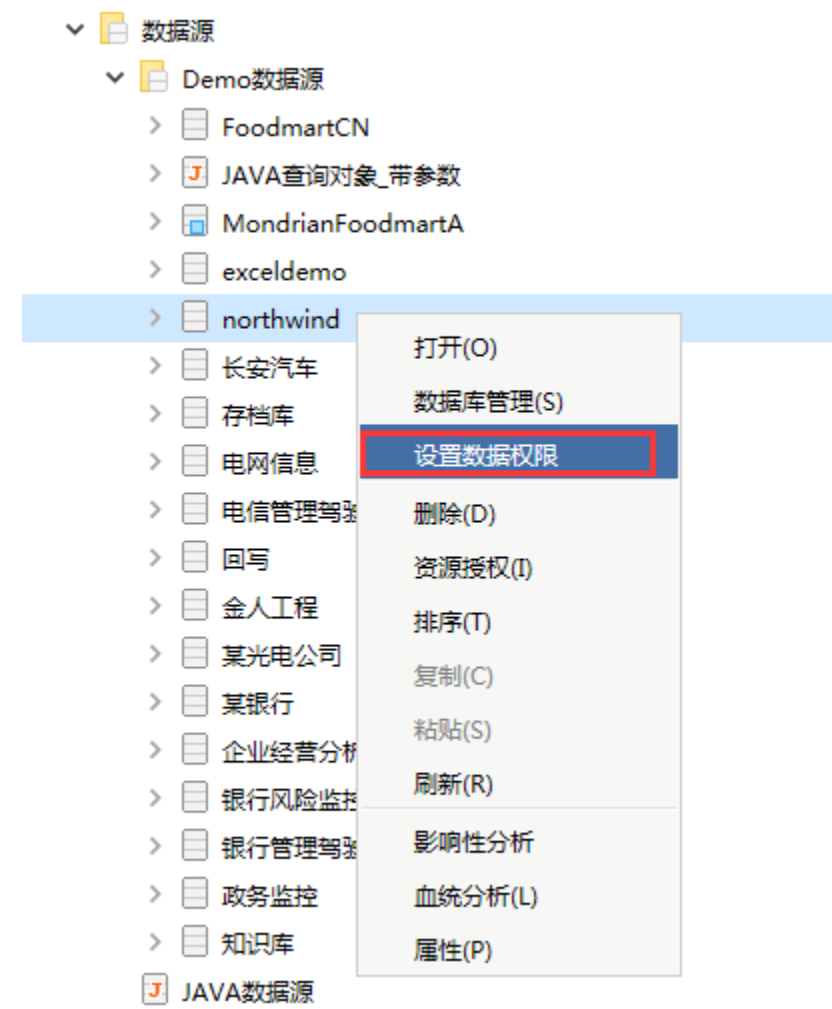 数据源
Demo数据源
FoodmartCN
JAVA查询对象_带参数
MondrianFoodmartA
exceldemo
northwind
长安汽车
存档库
电网信息
电信管理驾
回写
金人工程
某光电公司
某银行
企业经营分
银行风险监
银行管理驾
政务监控
知识库
JAVA数据源
打开(O)
数据库管理(S)
设置数据权限
删除(D)
资源授权(I)
排序(T)
复制(C)
粘贴(S)
刷新(R)
影响性分析
血统分析(L)
属性(P)